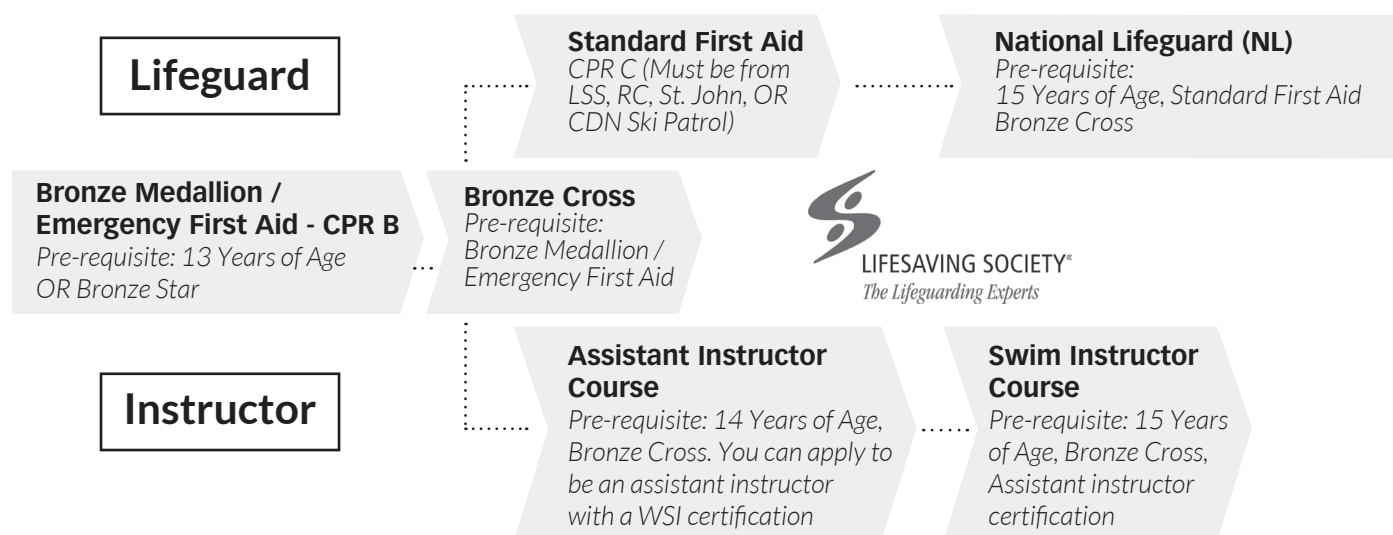 Lifeguard
Standard First Aid
CPR C (Must be from
LSS, RC, St. John, OR
CDN Ski Patrol)
National Lifeguard (NL)
Pre-requisite:
15 Years of Age, Standard First Aid
Bronze Cross
Bronze Medallion /
Emergency First Aid - CPR B
Pre-requisite: 13 Years of Age
OR Bronze Star
Bronze Cross
Pre-requisite:
Bronze Medallion /
Emergency First Aid
LIFESAVING SOCIETY®
The Lifeguarding Experts
Instructor
Assistant Instructor
Course
Pre-requisite: 14 Years of Age,
Bronze Cross. You can apply to
be an assistant instructor
with a WSI certification
Swim Instructor
Course
Pre-requisite: 15 Years
of Age, Bronze Cross,
Assistant instructor
certification